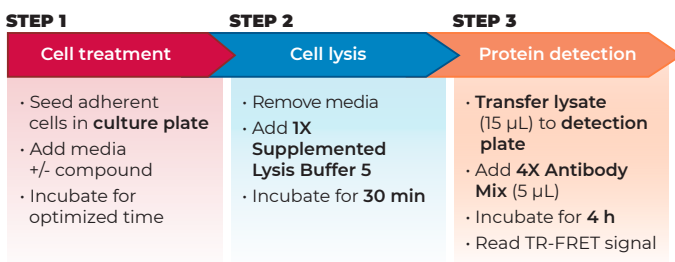 STEP 1
Cell treatment
· Seed adherent
cells in culture plate
· Add media
+/- compound
· Incubate for
optimized time
STEP 2
Cell lysis
· Remove media
· Add 1X
Supplemented
Lysis Buffer 5
· Incubate for 30 min
STEP 3
Protein detection
· Transfer lysate
(15 µL) to detection
plate
· Add 4X Antibody
Mix (5 µL)
· Incubate for 4 h
· Read TR-FRET signal